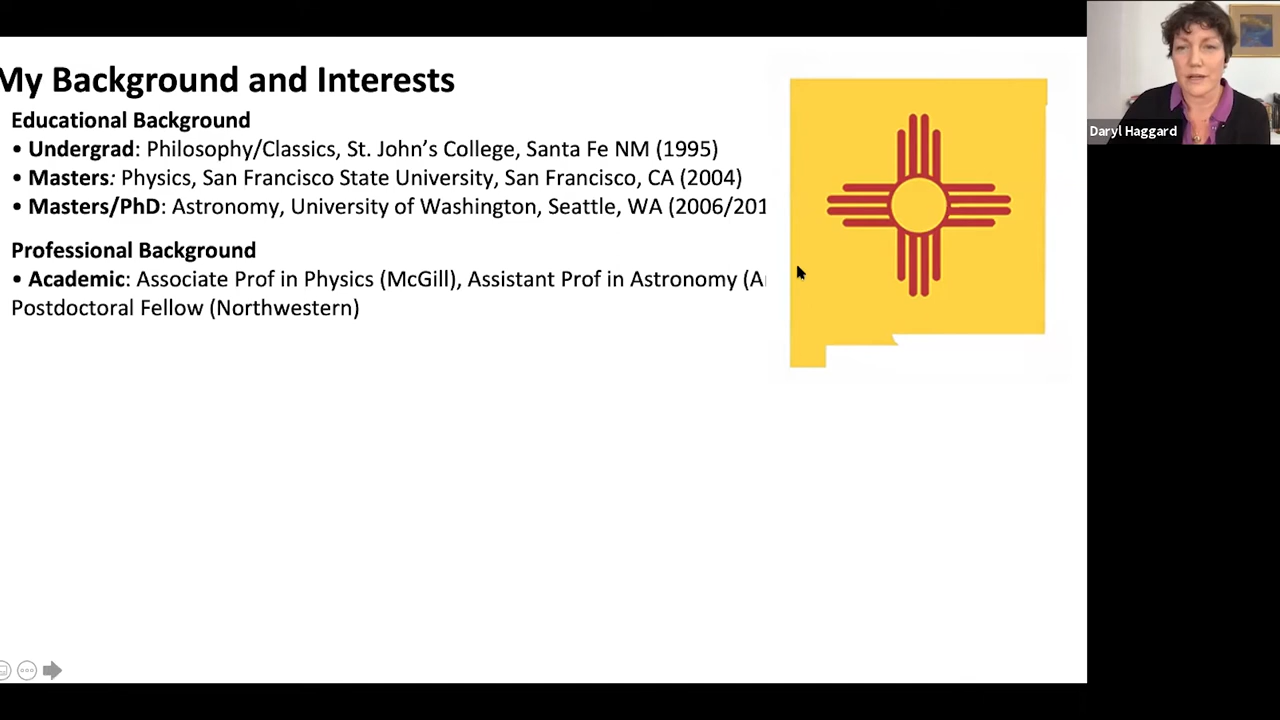 My Background and Interests
Educational Background
• Undergrad: Philosophy/Classics, St. John's College, Santa Fe NM (1995)
• Masters: Physics, San Francisco State University, San Francisco, CA (2004)
• Masters/PhD: Astronomy, University of Washington, Seattle, WA (2006/201
Professional Background
• Academic: Associate Prof in Physics (McGill), Assistant Prof in Astronomy
Postdoctoral Fellow (Northwestern)
Daryl Haggard